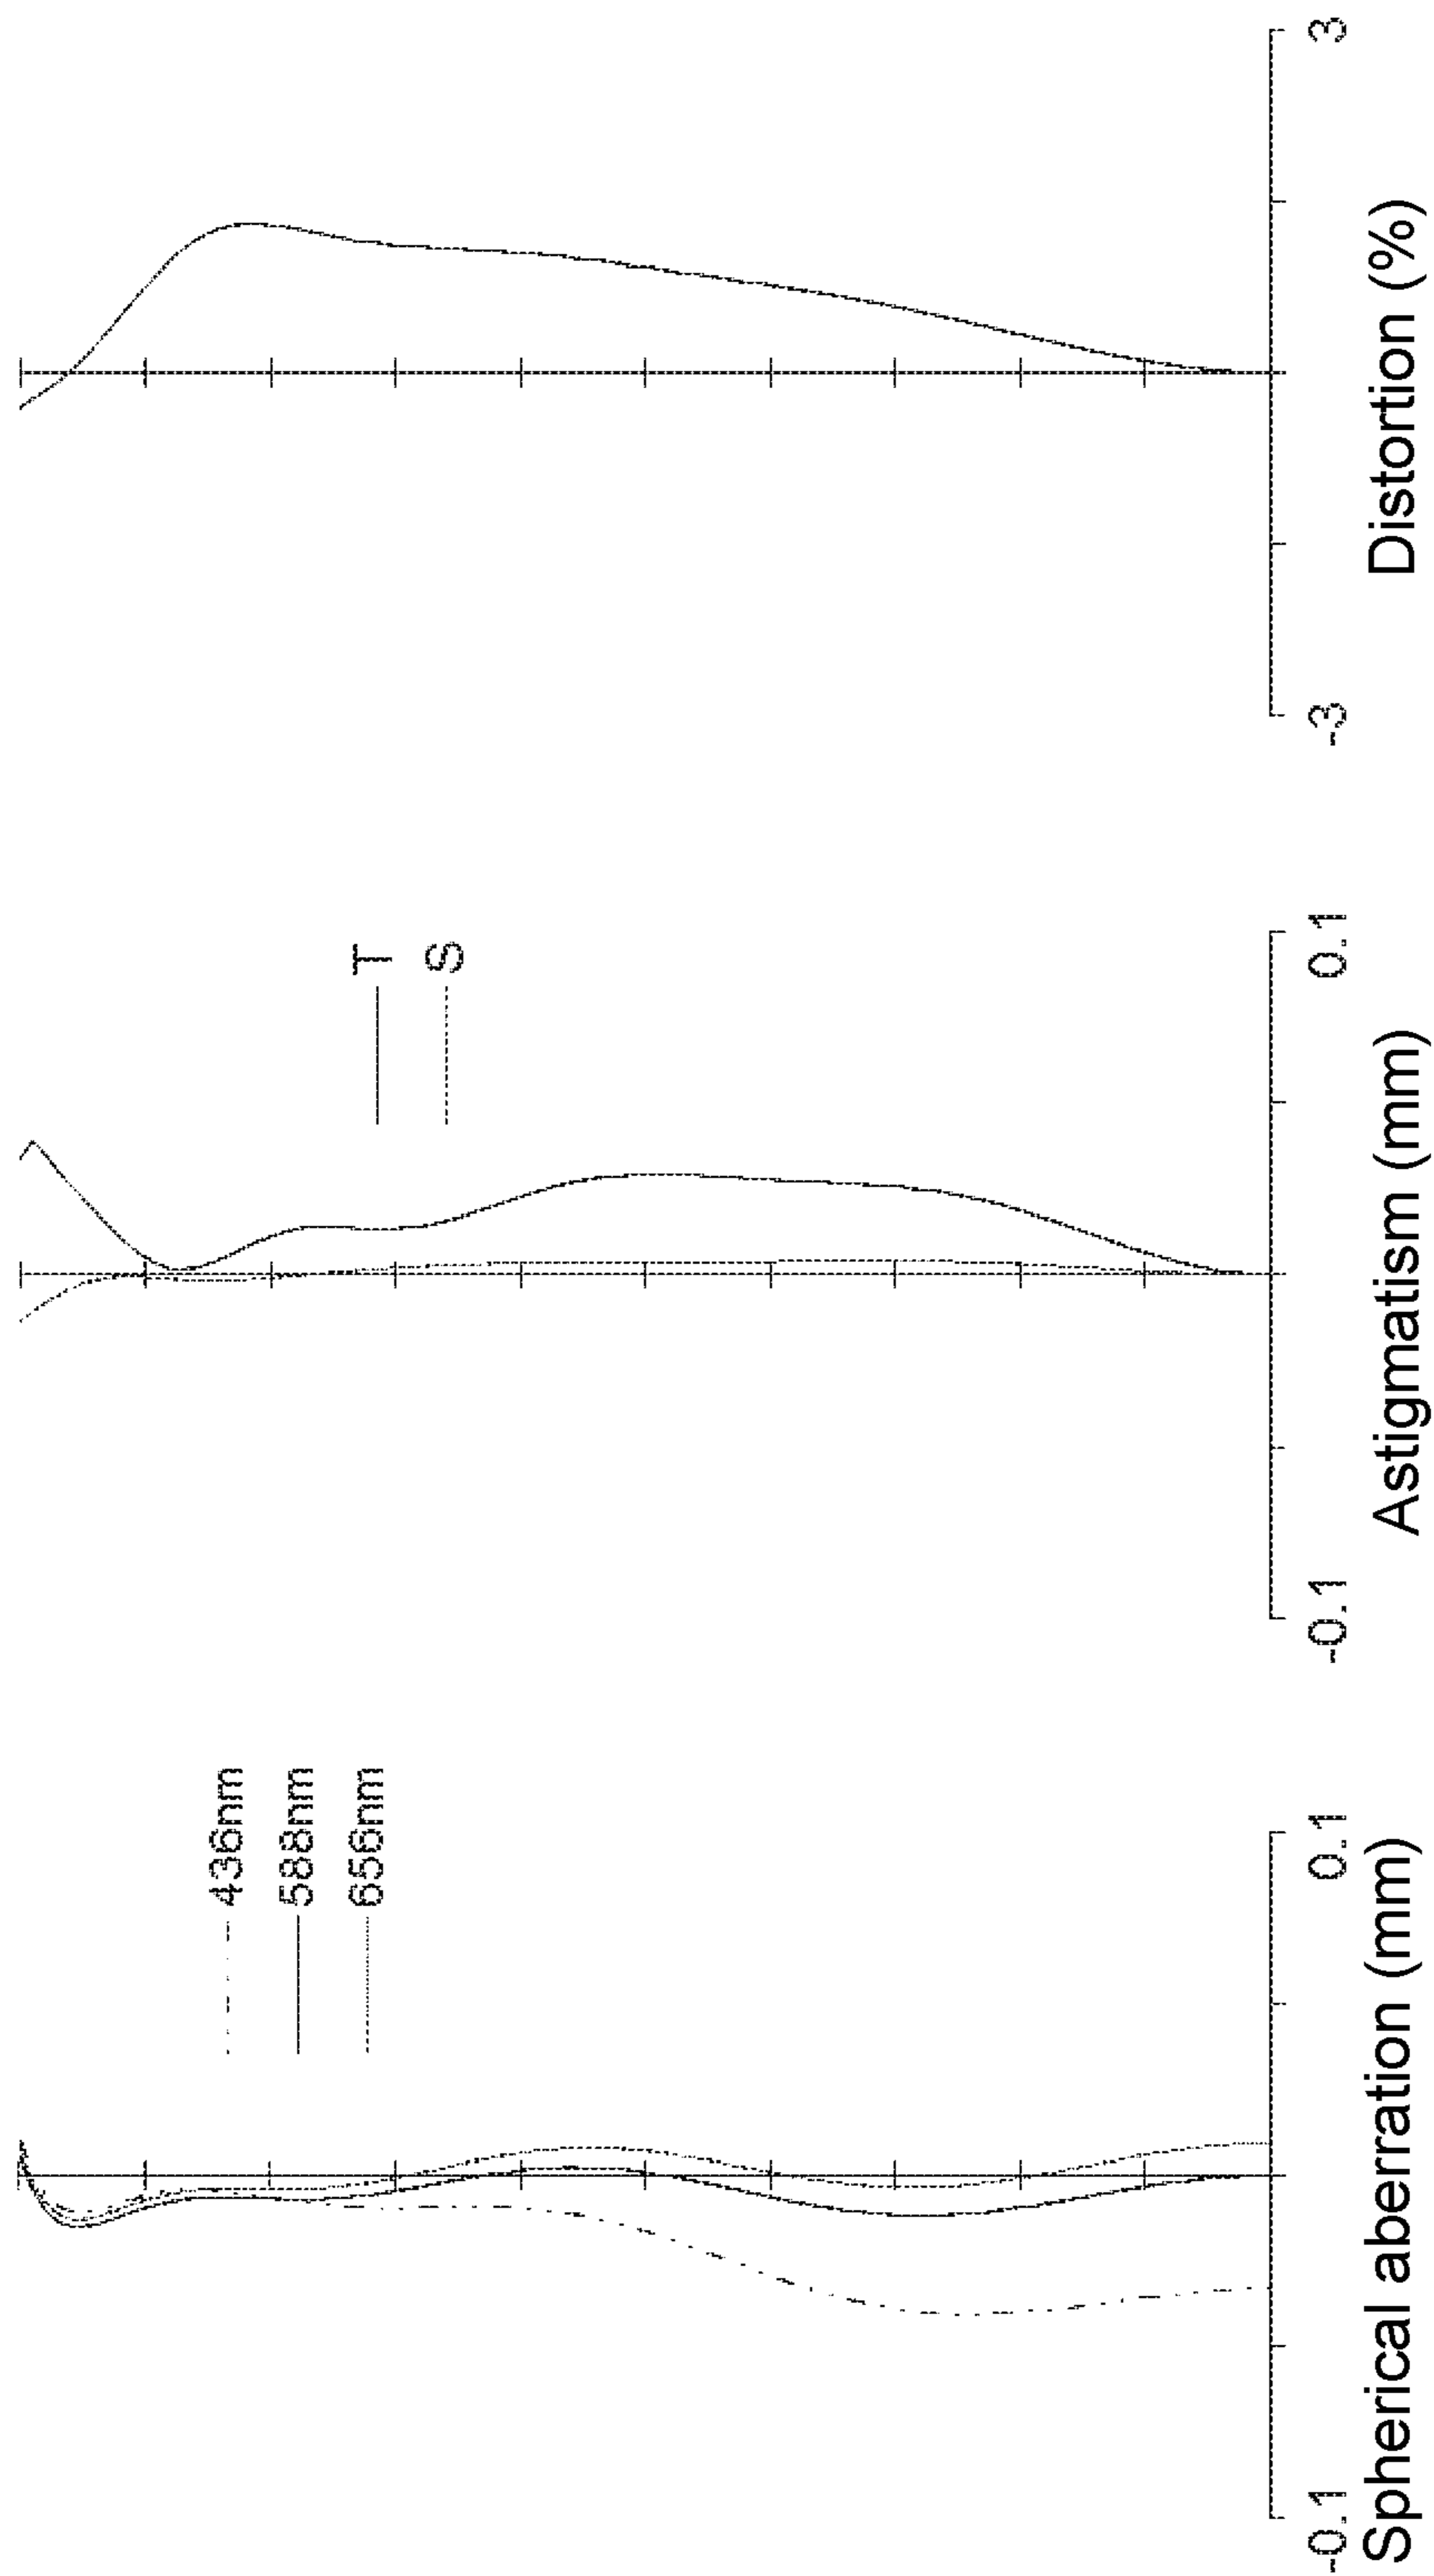 436nm
588nm
656nm
-0.1
0.1
Spherical aberration (mm)
T
S
-0.1
0.1
Astigmatism (mm)
-3
3
Distortion (%)